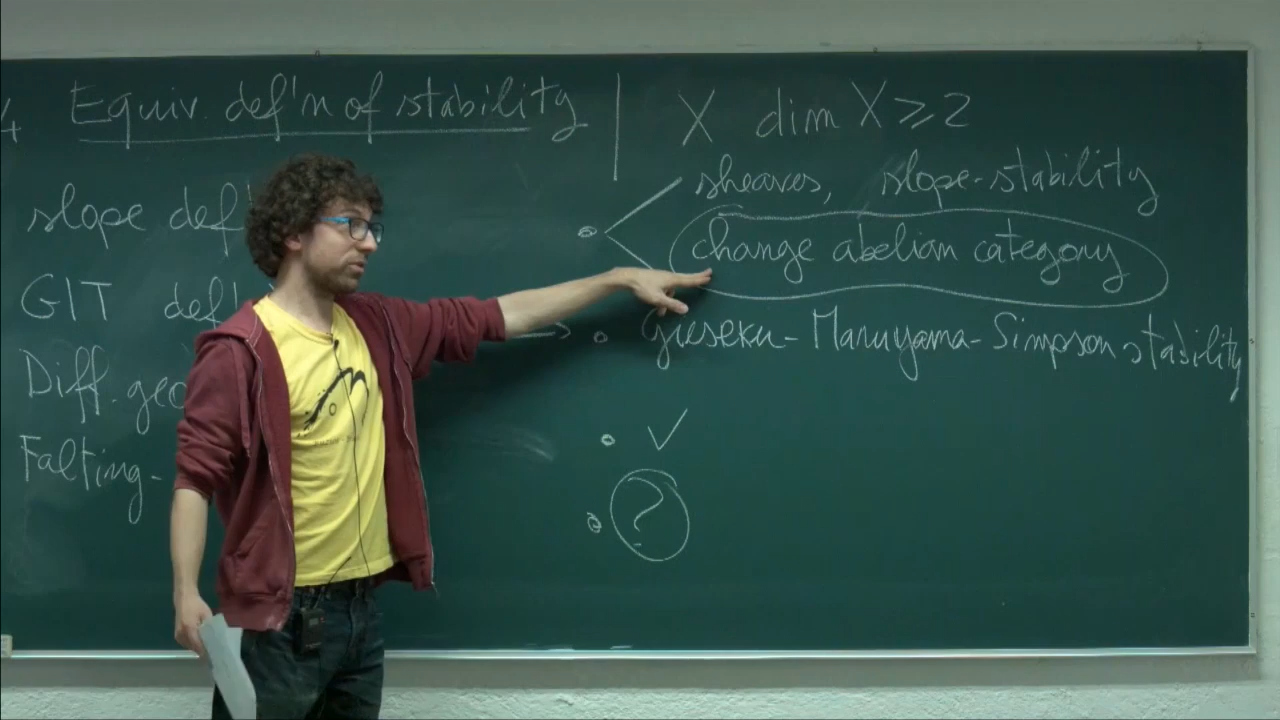 4 Equiv. def'n of stability
slope def
GIT def
Diff. geo
Falting-
X dim X ≥ 2
sheaves, slope-stability
change abelian category
Gieseker-Maruyama-Simpson stability
✓
?